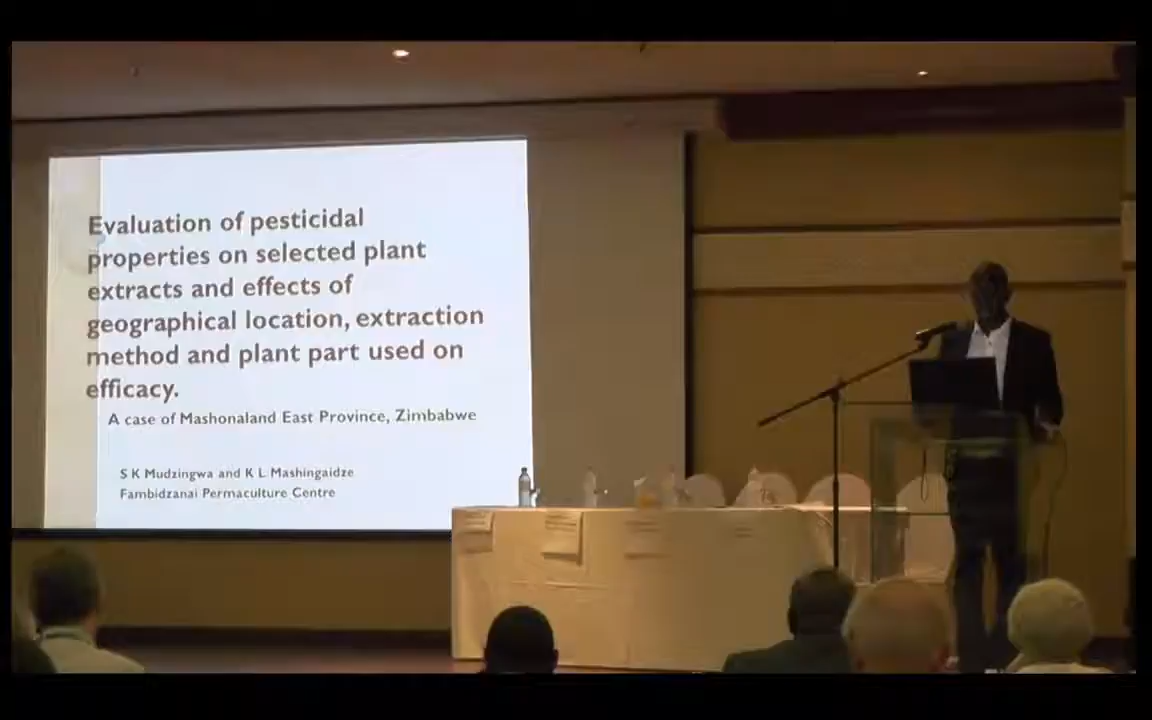 Evaluation of pesticidal
properties on selected plant
extracts and effects of
geographical location, extraction
method and plant part used on
efficacy.
A case of Mashonaland East Province, Zimbabwe
S K Mudzingwa and K L Mashingaidze
Fambidzanai Permaculture Centre